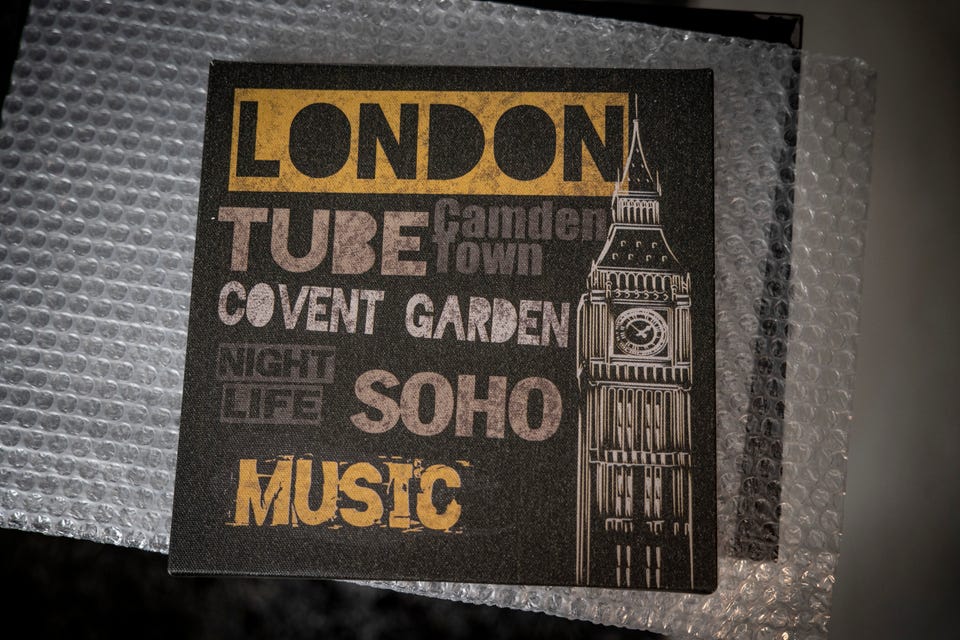 LONDON
TUBE
Camden
Town
COVENT GARDEN
NIGHT
LIFE
SOHO
MUSIC